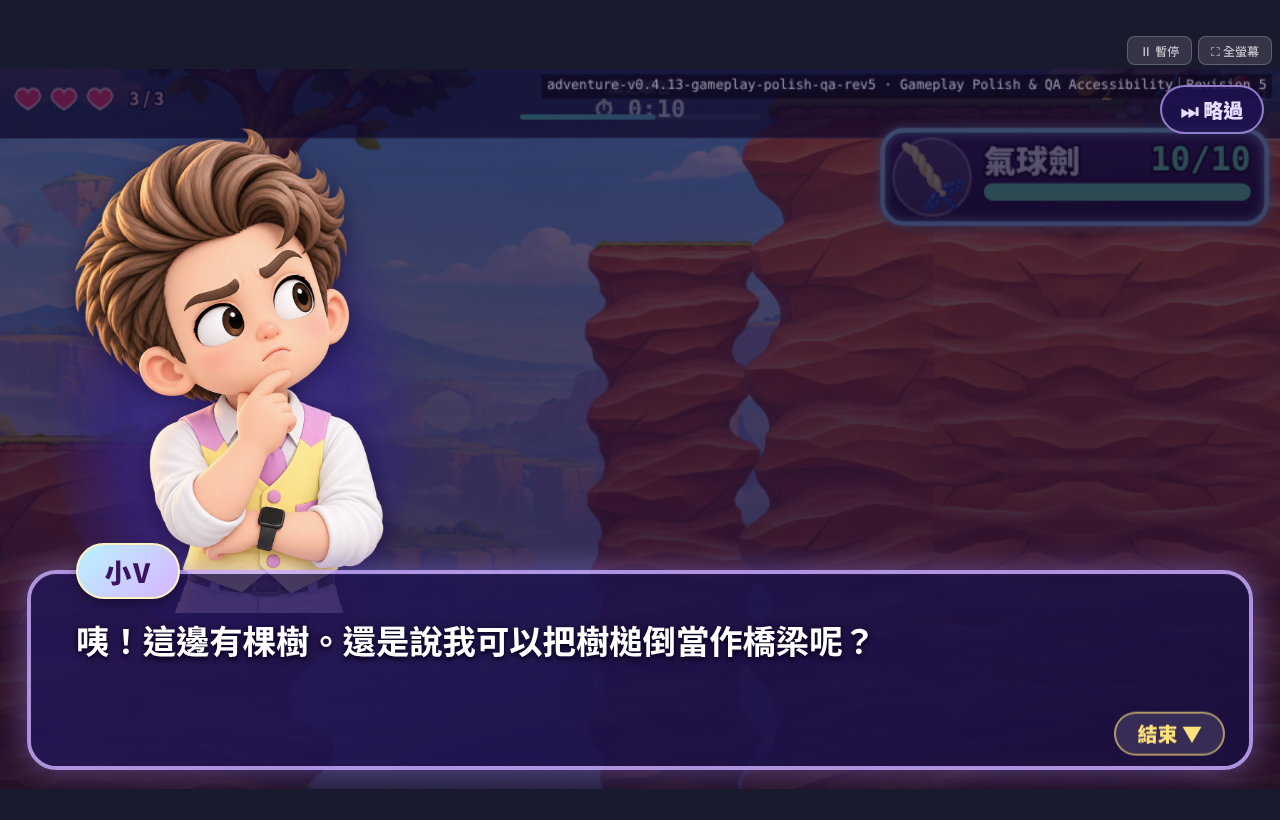 ⏸ 暫停
⛶ 全螢幕
adventure-v0.4.13-gameplay-polish-qa-rev5 · Gameplay Polish & QA Accessibility | Revision 5
3/3
⏱ 0:10
⏭ 略過
氣球劍
10/10
小V
咦！這邊有棵樹。還是說我可以把樹槌倒當作橋梁呢？
結束 ▼